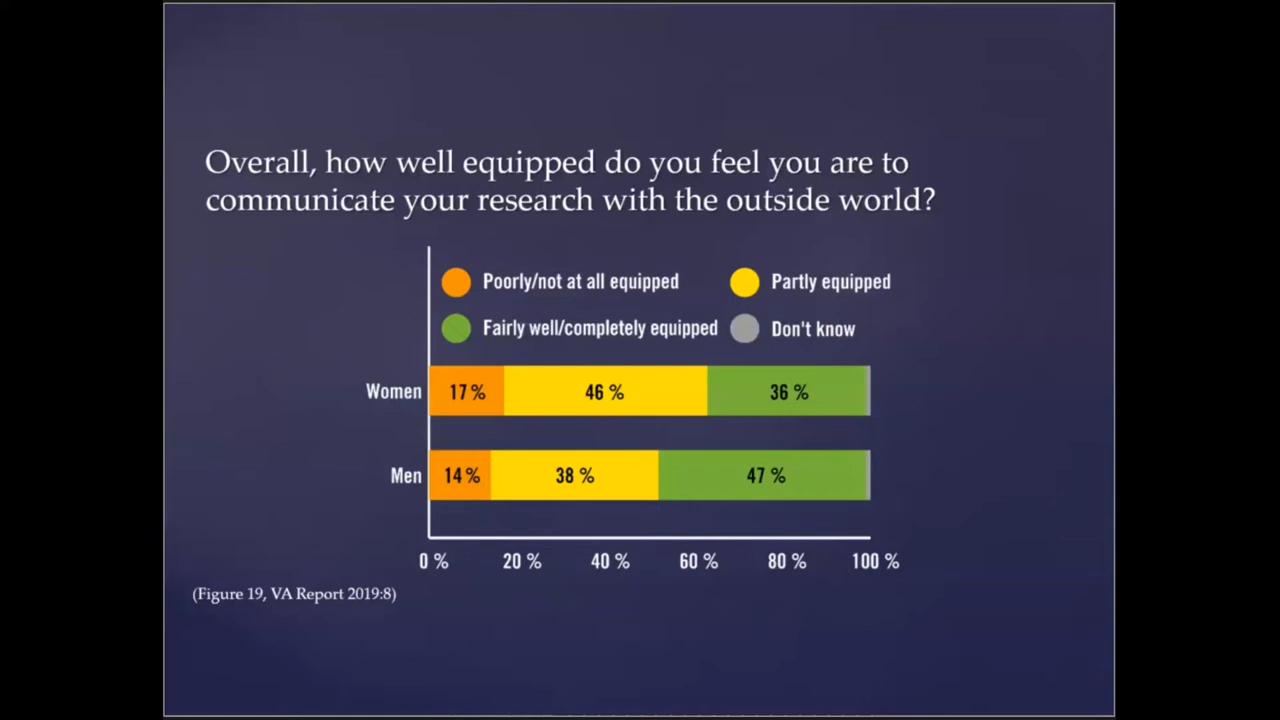 Overall, how well equipped do you feel you are to
communicate your research with the outside world?
Poorly/not at all equipped
Partly equipped
Fairly well/completely equipped
Don't know
Women
17 %
46 %
36 %
Men
14 %
38 %
47 %
0 %
20 %
40 %
60 %
80 %
100 %
(Figure 19, VA Report 2019:8)